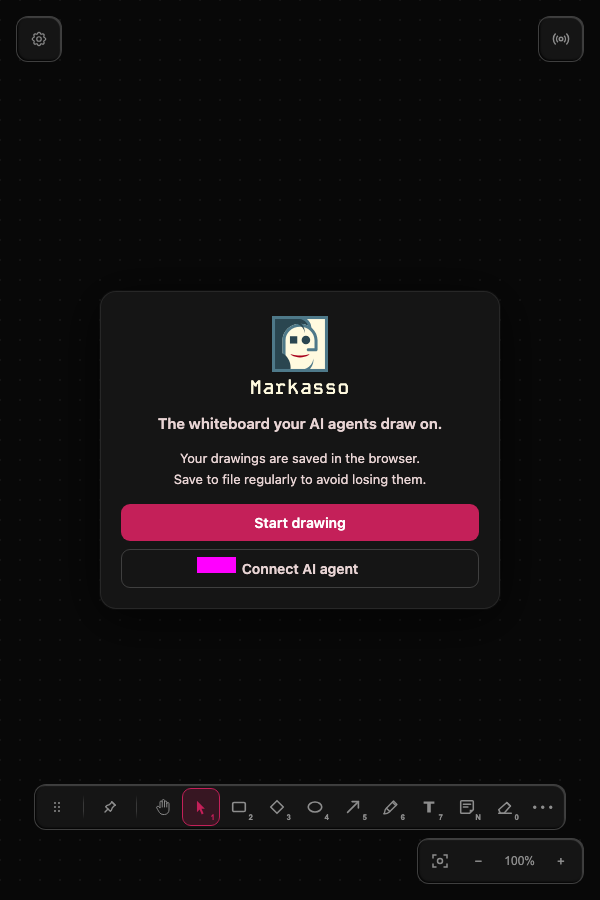 Markasso
The whiteboard your AI agents draw on.
Your drawings are saved in the browser.
Save to file regularly to avoid losing them.
Start drawing
Connect AI agent
1 2 3 4 5 6 T 7 N 0
100%